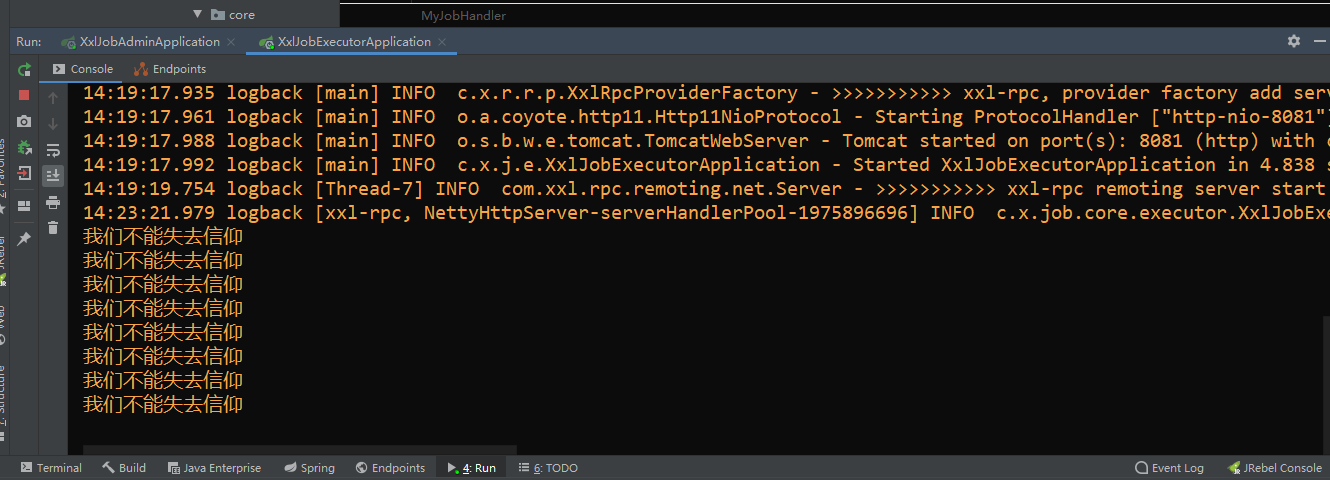 core
MyJobHandler
Run: XxlJobAdminApplication XxlJobExecutorApplication
Console Endpoints
14:19:17.935 logback [main] INFO c.x.r.r.p.XxlRpcProviderFactory - >>>>>>>>>>> xxl-rpc, provider factory add serv
14:19:17.961 logback [main] INFO o.a.coyote.http11.Http11NioProtocol - Starting ProtocolHandler ["http-nio-8081"]
14:19:17.988 logback [main] INFO o.s.b.w.e.tomcat.TomcatWebServer - Tomcat started on port(s): 8081 (http) with c
14:19:17.992 logback [main] INFO c.x.j.e.XxlJobExecutorApplication - Started XxlJobExecutorApplication in 4.838 s
14:19:19.754 logback [Thread-7] INFO com.xxl.rpc.remoting.net.Server - >>>>>>>>>>> xxl-rpc remoting server start
14:23:21.979 logback [xxl-rpc, NettyHttpServer-serverHandlerPool-1975896696] INFO c.x.job.core.executor.XxlJobExe
我们不能失去信仰
我们不能失去信仰
我们不能失去信仰
我们不能失去信仰
我们不能失去信仰
我们不能失去信仰
我们不能失去信仰
我们不能失去信仰
2: Favorites
JRebel
Web
Z: Structure
Terminal Build Java Enterprise Spring Endpoints 4: Run 6: TODO Event Log JRebel Console